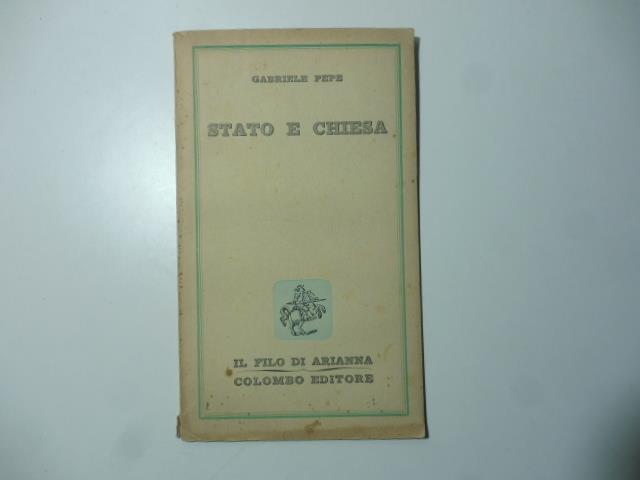 GABRIELE PEPE
STATO E CHIESA
IL FILO DI ARIANNA
COLOMBO EDITORE